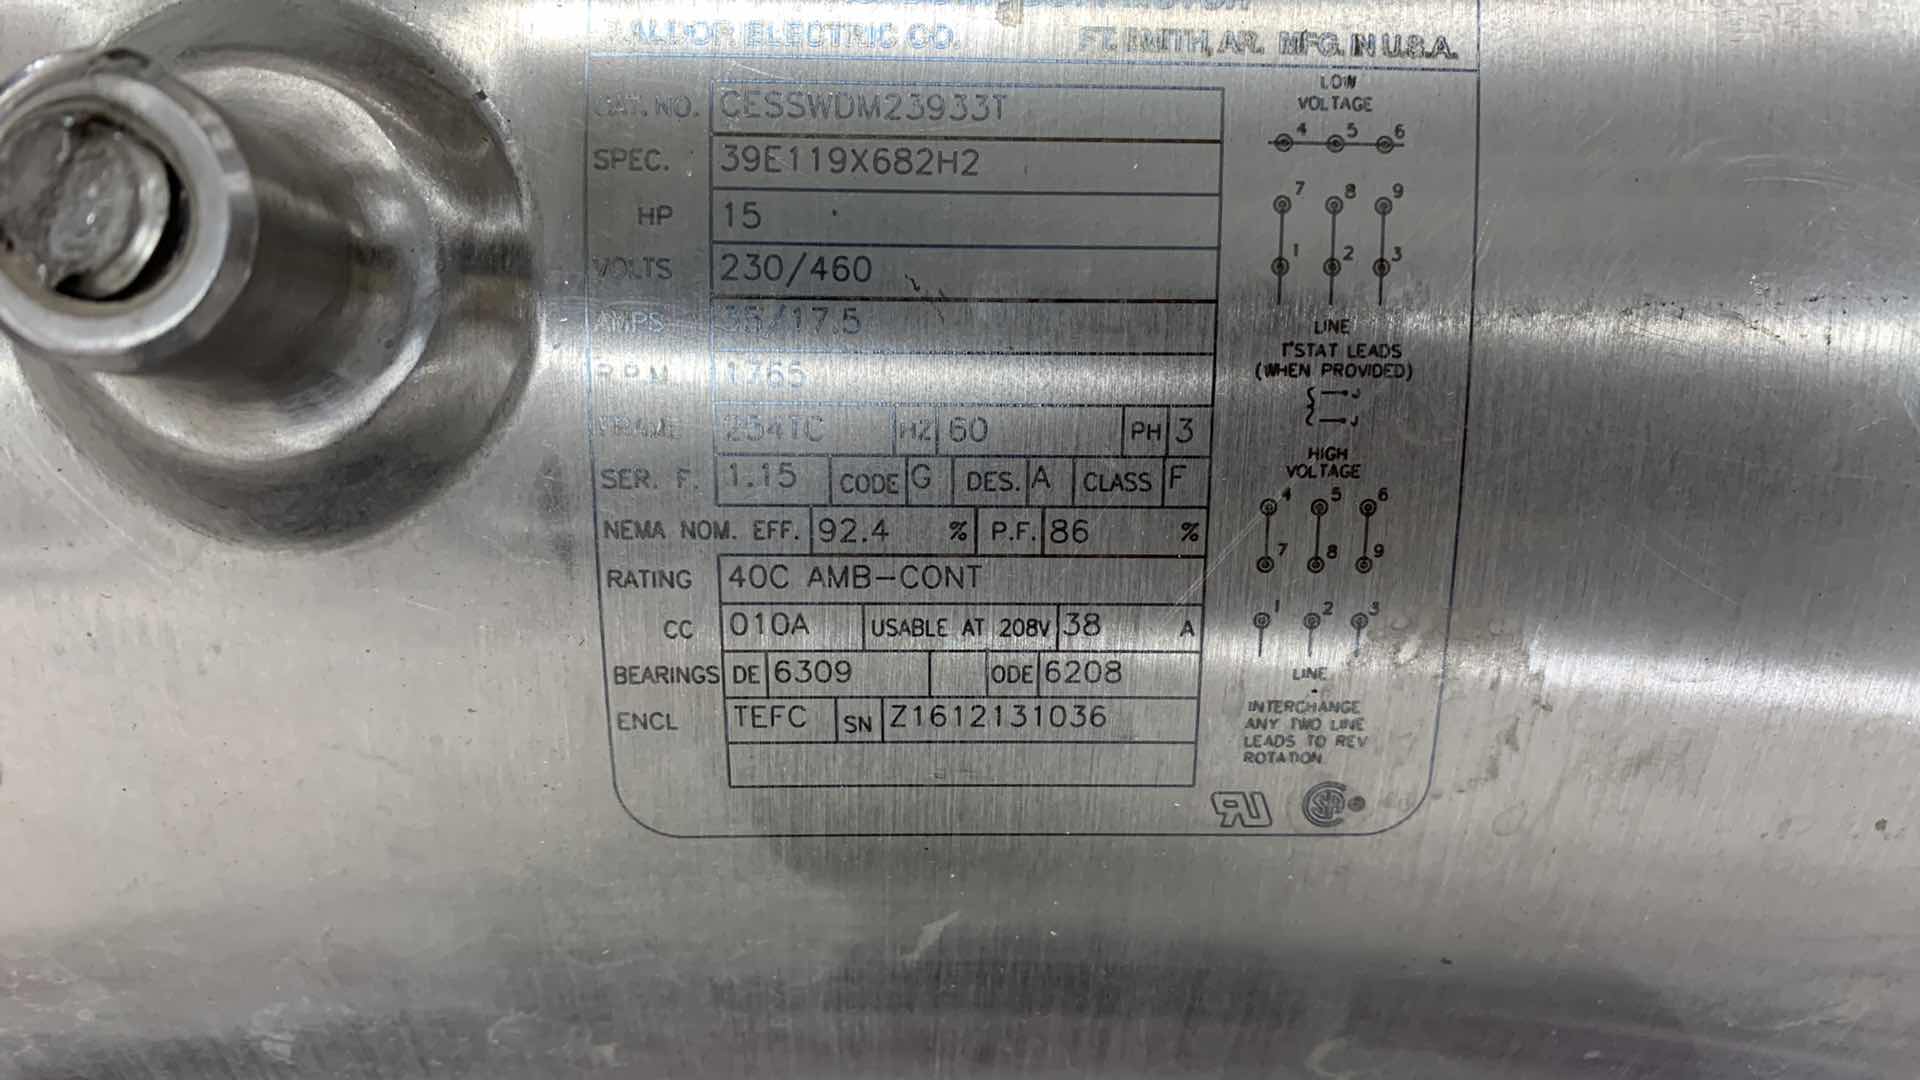 BALDOR ELECTRIC CO. FT. SMITH, AR. MFG. IN U.S.A.
CAT. NO. CESSWDM23933T
SPEC. 39E119X682H2
HP 15
VOLTS 230/460
AMPS 35/17.5
R.P.M. 1765
FRAME 254TC HZ 60 PH 3
SER. F. 1.15 CODE G DES. A CLASS F
NEMA NOM. EFF. 92.4 % P.F. 86 %
RATING 40C AMB-CONT
CC 010A USABLE AT 208V 38 A
BEARINGS DE 6309 ODE 6208
ENCL TEFC SN Z1612131036
LOW
VOLTAGE
4 5 6
7 8 9
1 2 3
LINE
T'STAT LEADS
(WHEN PROVIDED)
J
J
HIGH
VOLTAGE
4 5 6
7 8 9
1 2 3
LINE
INTERCHANGE
ANY TWO LINE
LEADS TO REV
ROTATION